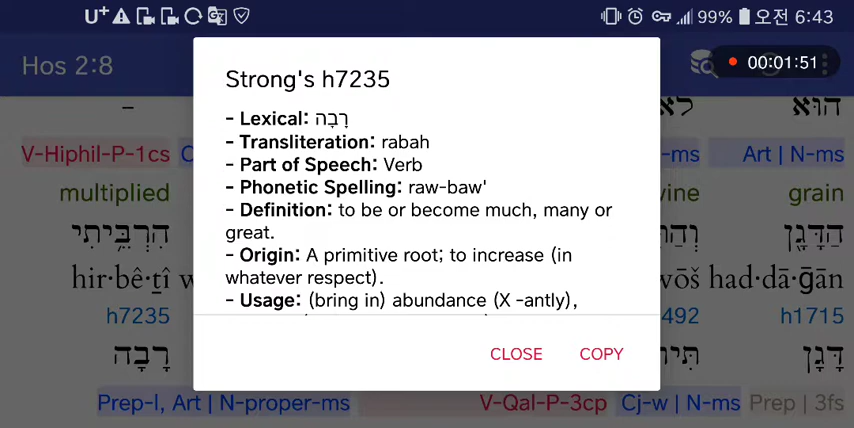 U+ 99% 오전 6:43
Hos 2:8
00:01:51
Strong's h7235
- Lexical: רָבָה
- Transliteration: rabah
- Part of Speech: Verb
- Phonetic Spelling: raw-baw'
- Definition: to be or become much, many or
great.
- Origin: A primitive root; to increase (in
whatever respect).
- Usage: (bring in) abundance (X -antly),
CLOSE COPY
הוּא
V-Hiphil-P-1cs
-ms Art | N-ms
multiplied
grain
הִרְבֵּ֥יתִי
הַדָּגָ֖ן
hir·bê·ṯî
wōš had·dā·ḡān
h7235
492 h1715
רָבָה
דָּגָן
Prep-l, Art | N-proper-ms V-Qal-P-3cp Cj-w | N-ms Prep | 3fs